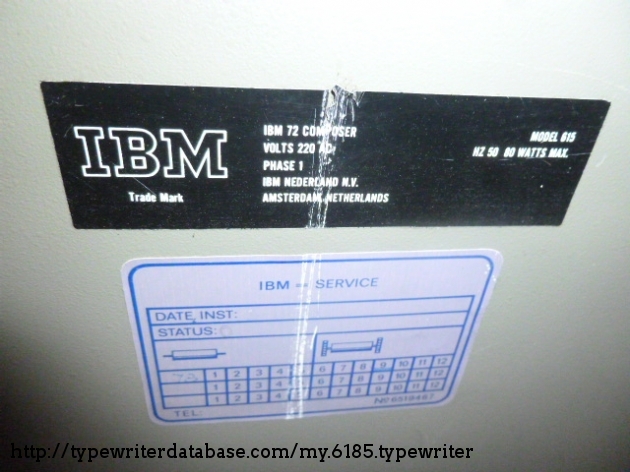 IBM
Trade Mark
IBM 72 COMPOSER
VOLTS 220 AC
PHASE 1
IBM NEDERLAND N.V.
AMSTERDAM, NETHERLANDS
MODEL 615
HZ 50 80 WATTS MAX.
IBM – SERVICE
DATE INST:
STATUS:
72 1 2 3 4 5 6 7 8 9 10 11 12
1 2 3 4 5 6 7 8 9 10 11 12
1 2 3 4 5 6 7 8 9 10 11 12
TEL:
http://typewriterdatabase.com/my.6185.typewriter